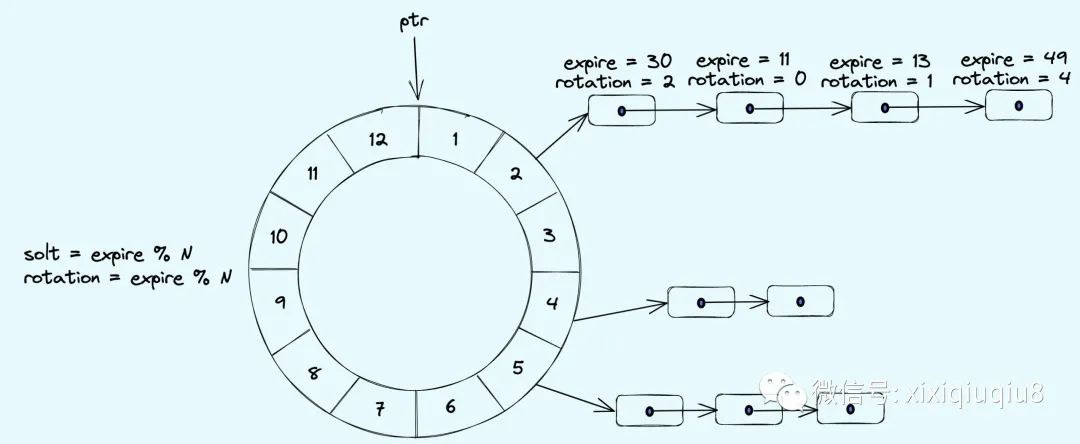 ptr
expire = 30
rotation = 2
expire = 11
rotation = 0
expire = 13
rotation = 1
expire = 49
rotation = 4
12
1
11
2
10
3
9
4
8
5
7
6
solt = expire % N
rotation = expire % N
微信号: xixiqiuqiu8